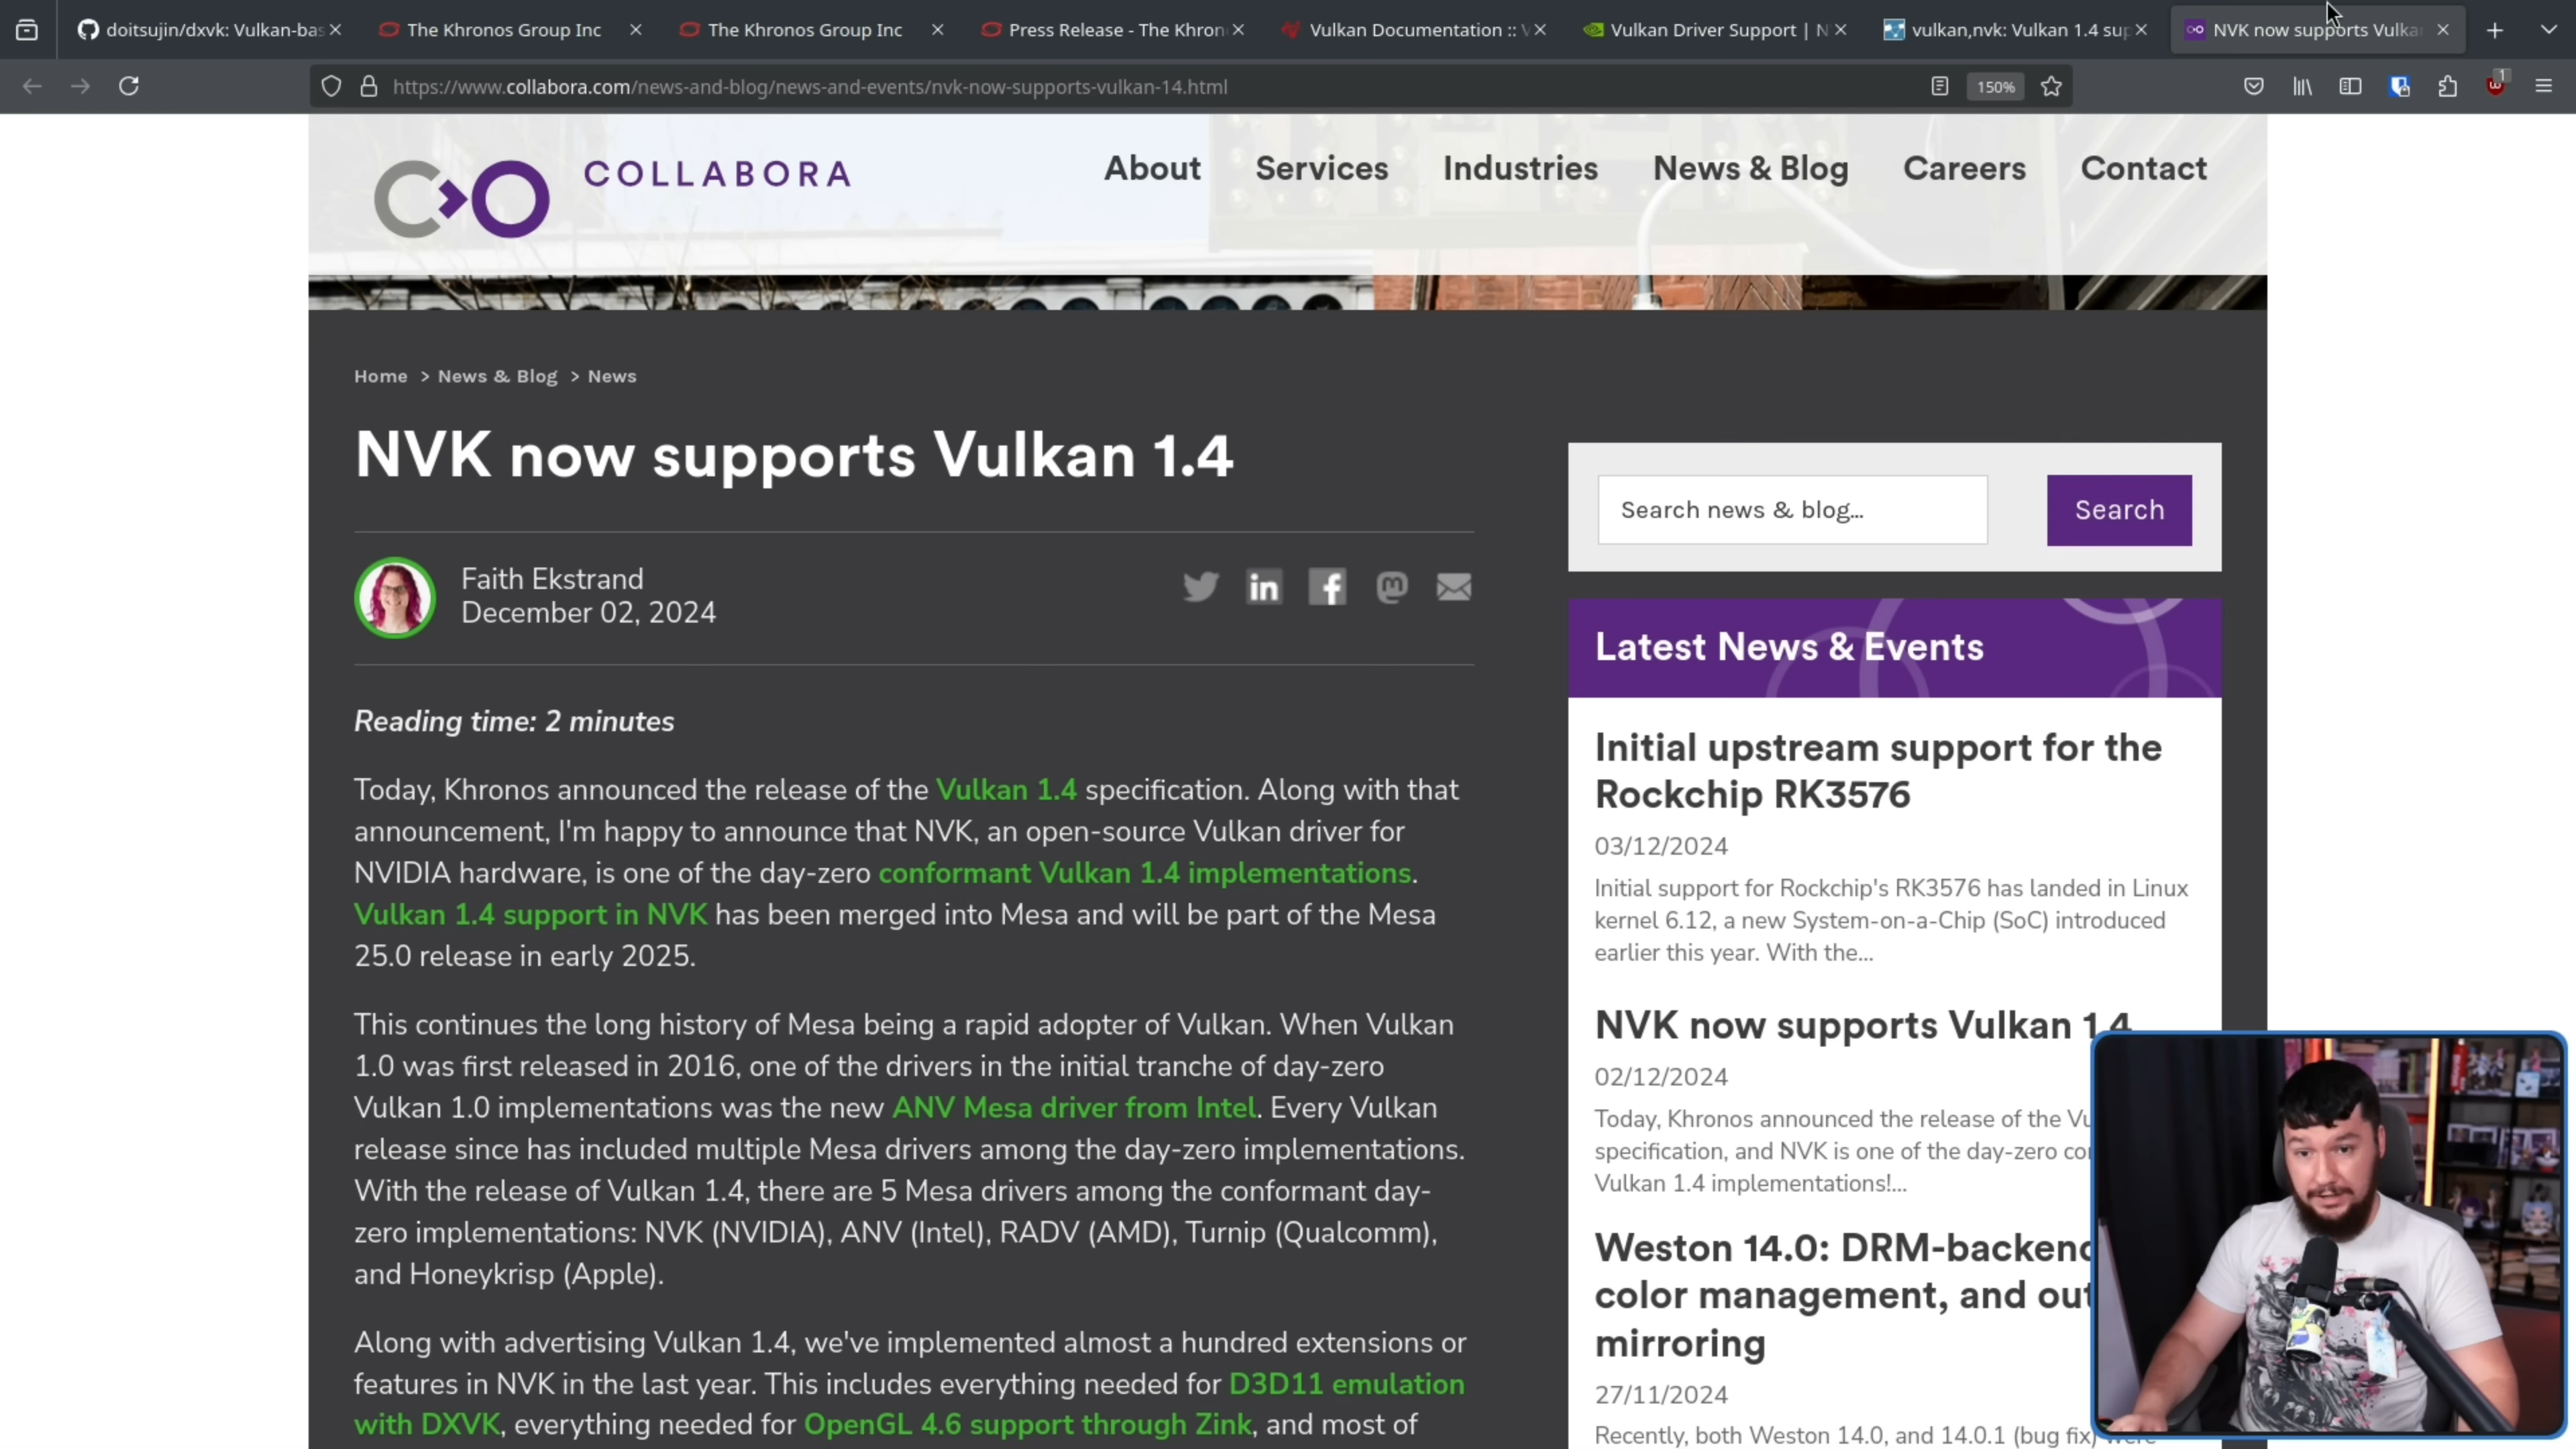 doitsujin/dxvk: Vulkan-bas
The Khronos Group Inc
The Khronos Group Inc
Press Release - The Khron
Vulkan Documentation :: V
Vulkan Driver Support | N
vulkan,nvk: Vulkan 1.4 sup
NVK now supports Vulka
https://www.collabora.com/news-and-blog/news-and-events/nvk-now-supports-vulkan-14.html
150%
1
COLLABORA
About
Services
Industries
News & Blog
Careers
Contact
Home > News & Blog > News
NVK now supports Vulkan 1.4
Faith Ekstrand
December 02, 2024
Reading time: 2 minutes
Today, Khronos announced the release of the Vulkan 1.4 specification. Along with that
announcement, I'm happy to announce that NVK, an open-source Vulkan driver for
NVIDIA hardware, is one of the day-zero conformant Vulkan 1.4 implementations.
Vulkan 1.4 support in NVK has been merged into Mesa and will be part of the Mesa
25.0 release in early 2025.
This continues the long history of Mesa being a rapid adopter of Vulkan. When Vulkan
1.0 was first released in 2016, one of the drivers in the initial tranche of day-zero
Vulkan 1.0 implementations was the new ANV Mesa driver from Intel. Every Vulkan
release since has included multiple Mesa drivers among the day-zero implementations.
With the release of Vulkan 1.4, there are 5 Mesa drivers among the conformant day-
zero implementations: NVK (NVIDIA), ANV (Intel), RADV (AMD), Turnip (Qualcomm),
and Honeykrisp (Apple).
Along with advertising Vulkan 1.4, we've implemented almost a hundred extensions or
features in NVK in the last year. This includes everything needed for D3D11 emulation
with DXVK, everything needed for OpenGL 4.6 support through Zink, and most of
Search news & blog...
Search
Latest News & Events
Initial upstream support for the
Rockchip RK3576
03/12/2024
Initial support for Rockchip's RK3576 has landed in Linux
kernel 6.12, a new System-on-a-Chip (SoC) introduced
earlier this year. With the...
NVK now supports Vulkan 1.4
02/12/2024
Today, Khronos announced the release of the Vu
specification, and NVK is one of the day-zero co
Vulkan 1.4 implementations!...
Weston 14.0: DRM-backend
color management, and out
mirroring
27/11/2024
Recently, both Weston 14.0, and 14.0.1 (bug fix) were